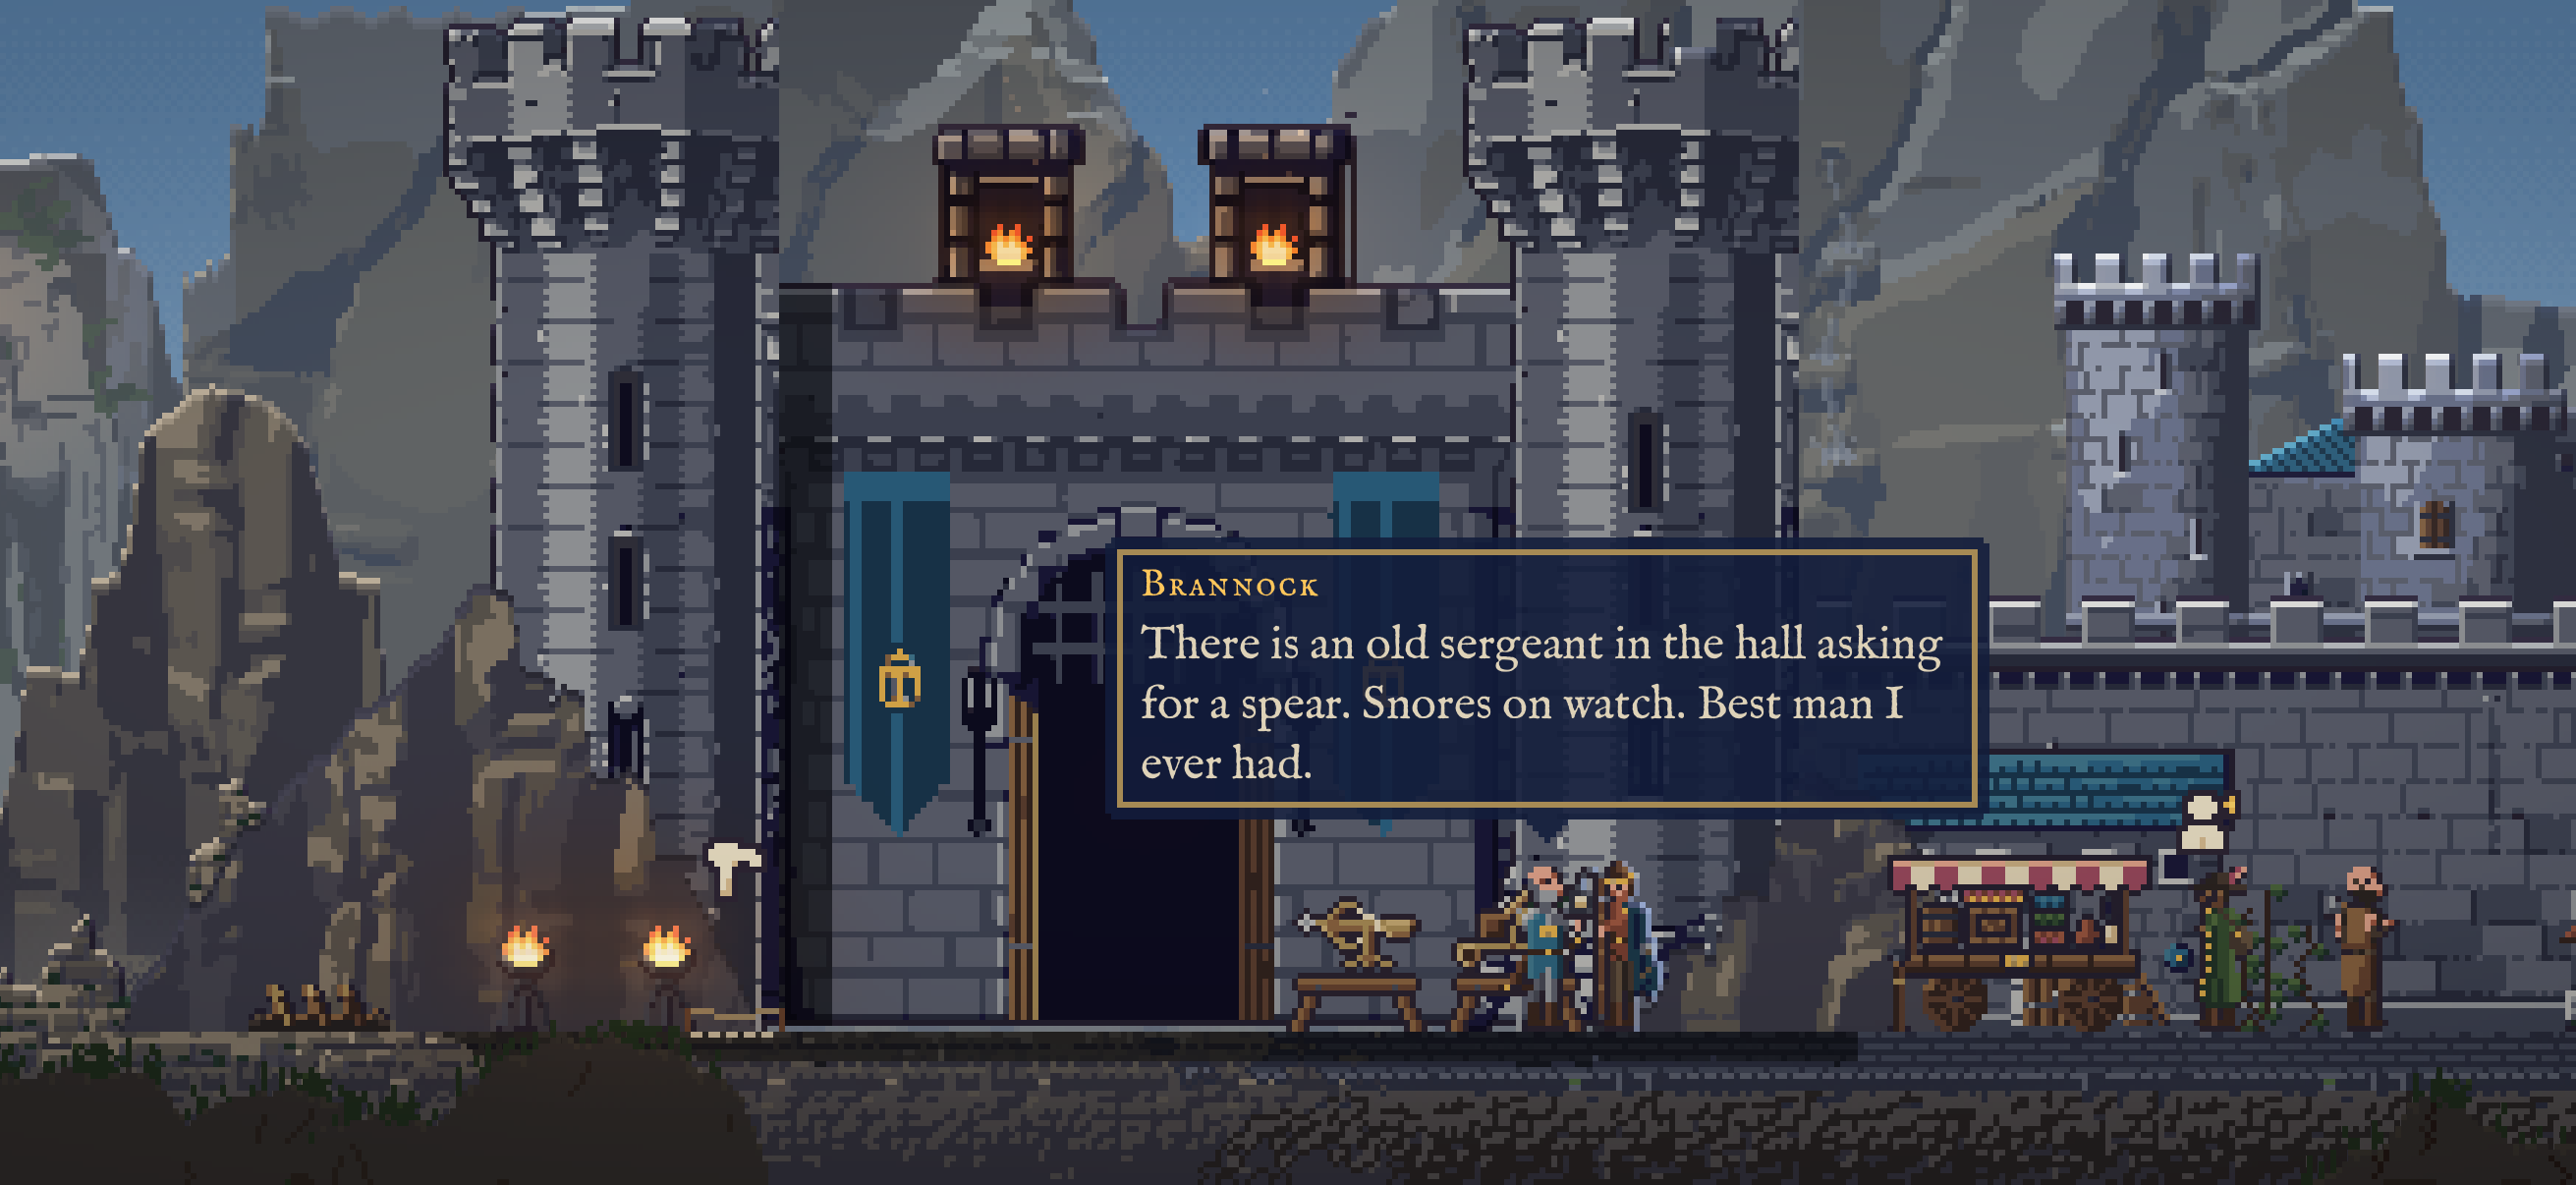 Brannock
There is an old sergeant in the hall asking
for a spear. Snores on watch. Best man I
ever had.